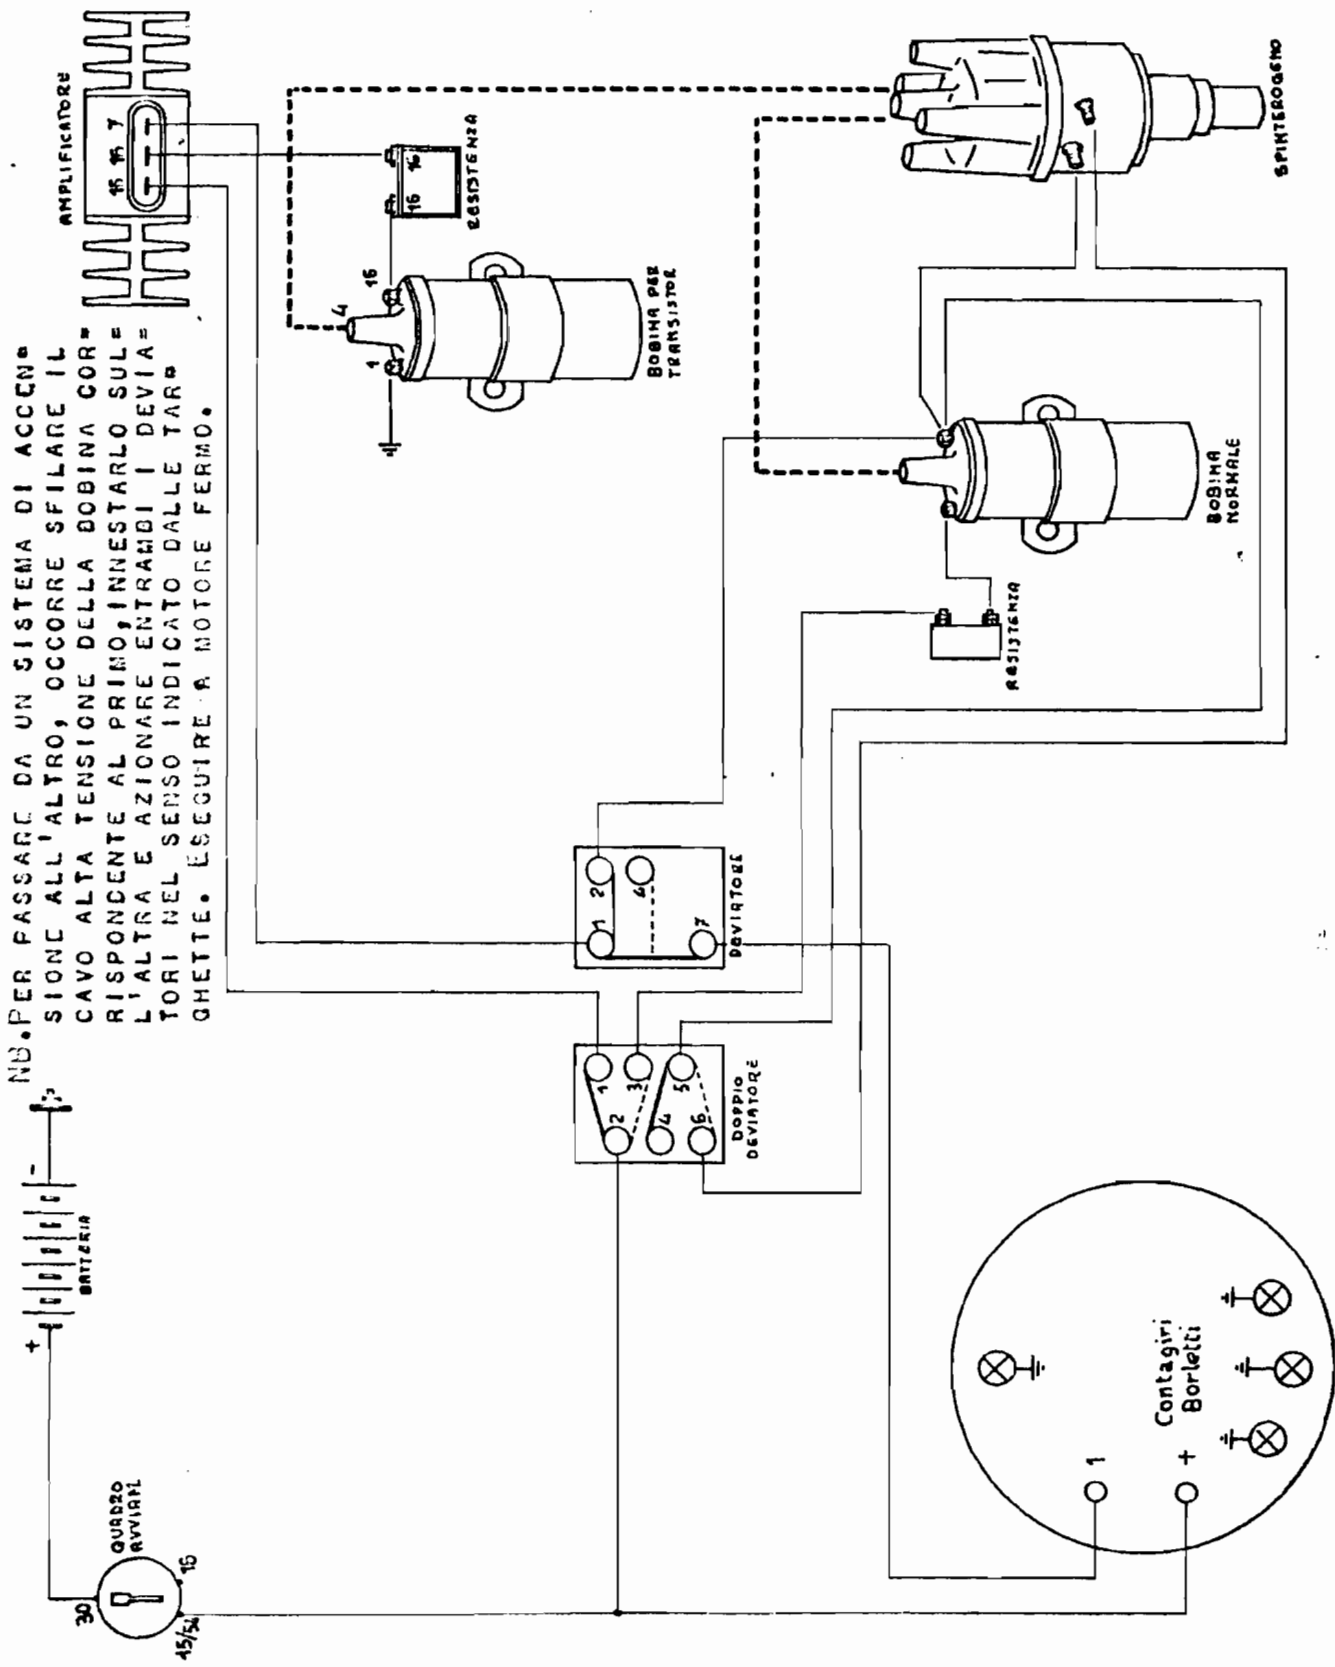 NB.PER PASSARE DA UN SISTEMA DI ACCEN=
SIONE ALL'ALTRO, OCCORRE SFILARE IL
CAVO ALTA TENSIONE DELLA BOBINA COR=
RISPONDENTE AL PRIMO,INNESTARLO SUL=
L'ALTRA E AZIONARE ENTRAMBI I DEVIA=
TORI NEL SENSO INDICATO DALLE TAR=
GHETTE. ESEGUIRE A MOTORE FERMO.
AMPLIFICATORE
15 16 7
RESISTENZA
16 16
4
1 16
BOBINA PER
TRANSISTOR
SPINTEROGENO
BOBINA
NORMALE
RESISTENZA
DEVIATORE
1 2
7
DOPPIO
DEVIATORE
2 1
3
4 5
6
+ -
BATTERIA
QUADRO
AVVIAM.
30
15/54
Contagiri
Borletti
1
+